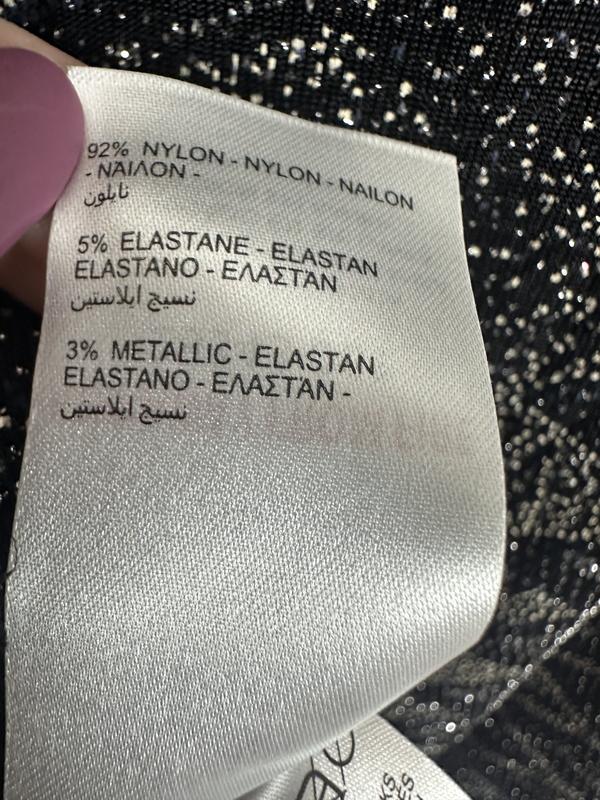 92% NYLON - NYLON - NAILON
- ΝΑΙΛΟΝ -
نايلون
5% ELASTANE - ELASTAN
ELASTANO - ΕΛΑΣΤΑΝ
نسيج ايلاستين
3% METALLIC - ELASTAN
ELASTANO - ΕΛΑΣΤΑΝ -
نسيج ايلاستين